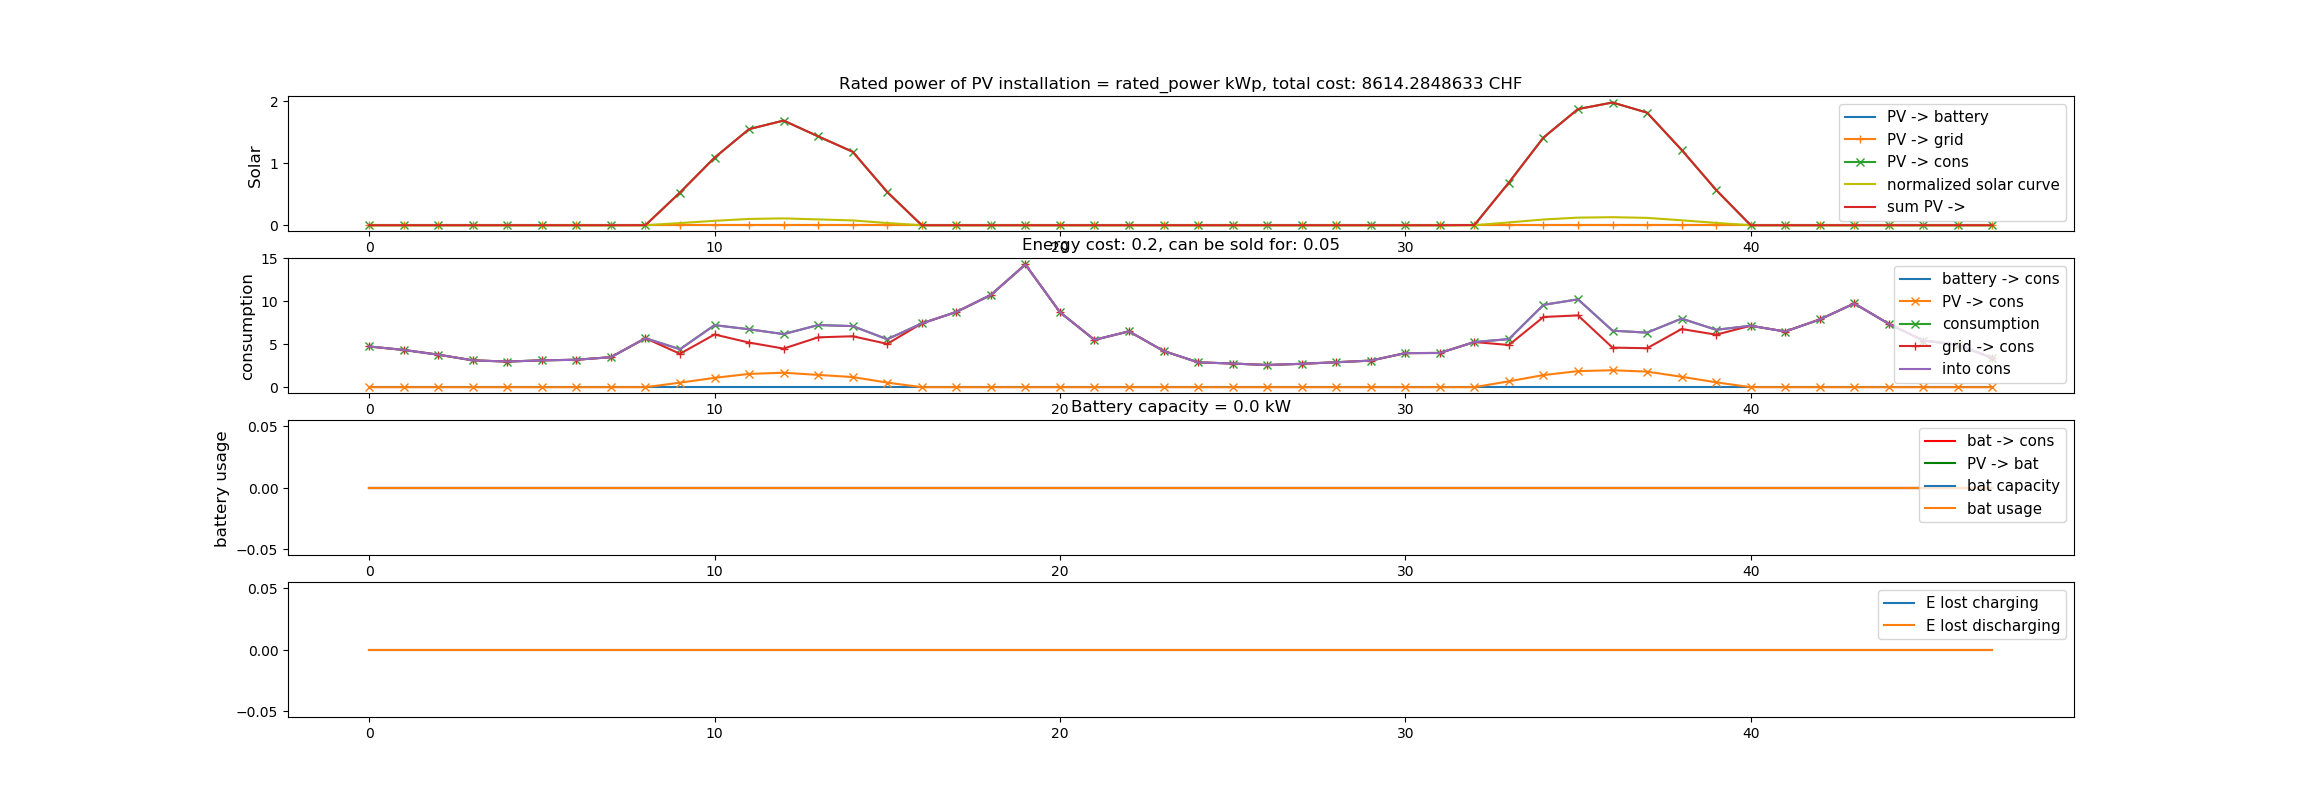 Rated power of PV installation = rated_power kWp, total cost: 8614.2848633 CHF
Solar
2
1
0
PV -> battery
PV -> grid
PV -> cons
normalized solar curve
sum PV ->
0 10 20 30 40
Energy cost: 0.2, can be sold for: 0.05
consumption
15
10
5
0
battery -> cons
PV -> cons
consumption
grid -> cons
into cons
0 10 20 30 40
Battery capacity = 0.0 kW
battery usage
0.05
0.00
−0.05
bat -> cons
PV -> bat
bat capacity
bat usage
0 10 20 30 40
0.05
0.00
−0.05
E lost charging
E lost discharging
0 10 20 30 40